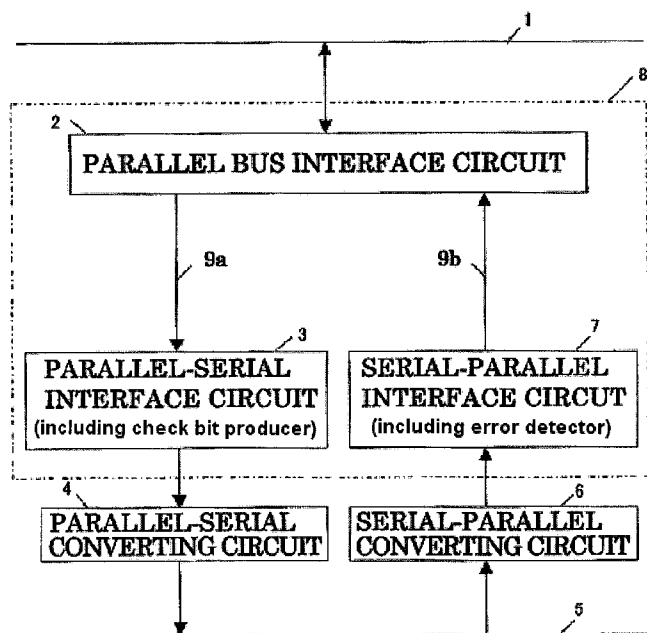 1
8
2
PARALLEL BUS INTERFACE CIRCUIT
9a
9b
3
PARALLEL-SERIAL
INTERFACE CIRCUIT
(including check bit producer)
7
SERIAL-PARALLEL
INTERFACE CIRCUT
(including error detector)
4
PARALLEL-SERIAL
CONVERTING CIRCUIT
6
SERIAL-PARALLEL
CONVERTING CIRCUIT
5